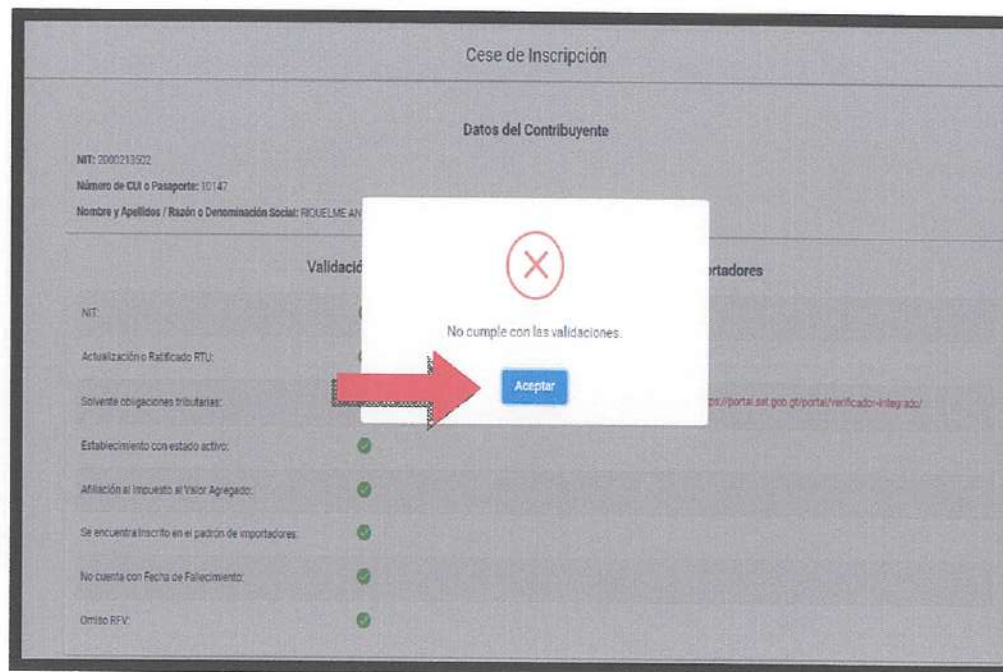 Cese de Inscripción
Datos del Contribuyente
NIT: 2000213502
Número de CUI o Pasaporte: 10147
Nombre y Apellidos / Razón o Denominación Social: RIQUELME AN
Validació
ortadores
NIT:
No cumple con las validaciones.
Actualización o Ratificado RTU:
Aceptar
Solvente obligaciones tributarias:
ps://portal.sat.gob.gt/portal/verificador-integrado/
Establecimiento con estado activo:
Afiliación al Impuesto al Valor Agregado:
Se encuentra Inscrito en el padrón de importadores:
No cuenta con Fecha de Fallecimiento:
Omiso RFV: